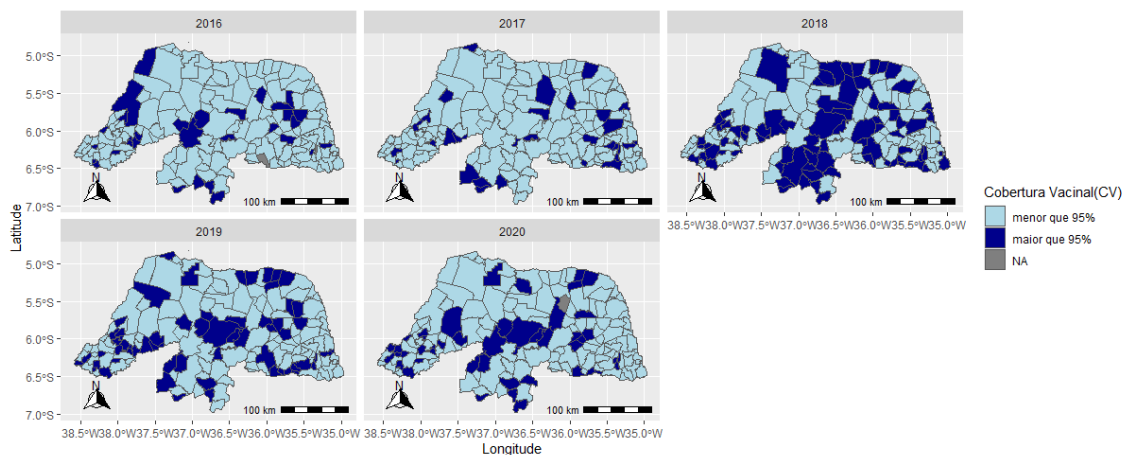 2016
2017
2018
5.0°S
5.5°S
6.0°S
6.5°S
7.0°S
N
100 km
N
100 km
N
100 km
38.5°W38.0°W37.5°W37.0°W36.5°W36.0°W35.5°W35.0°W
2019
2020
5.0°S
5.5°S
6.0°S
6.5°S
7.0°S
N
100 km
N
100 km
38.5°W38.0°W37.5°W37.0°W36.5°W36.0°W35.5°W35.0°W
38.5°W38.0°W37.5°W37.0°W36.5°W36.0°W35.5°W35.0°W
Latitude
Longitude
Cobertura Vacinal(CV)
menor que 95%
maior que 95%
NA